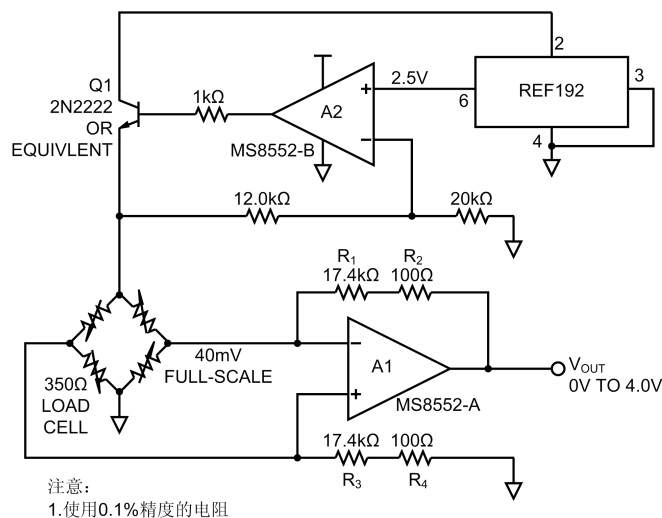 2
Q1
2N2222
OR
EQUIVLENT
1kΩ
A2
MS8552-B
2.5V
6
REF192
3
4
12.0kΩ
20kΩ
R1
17.4kΩ
R2
100Ω
40mV
FULL-SCALE
350Ω
LOAD
CELL
A1
MS8552-A
VOUT
0V TO 4.0V
17.4kΩ
R3
100Ω
R4
注意：
1.使用0.1%精度的电阻